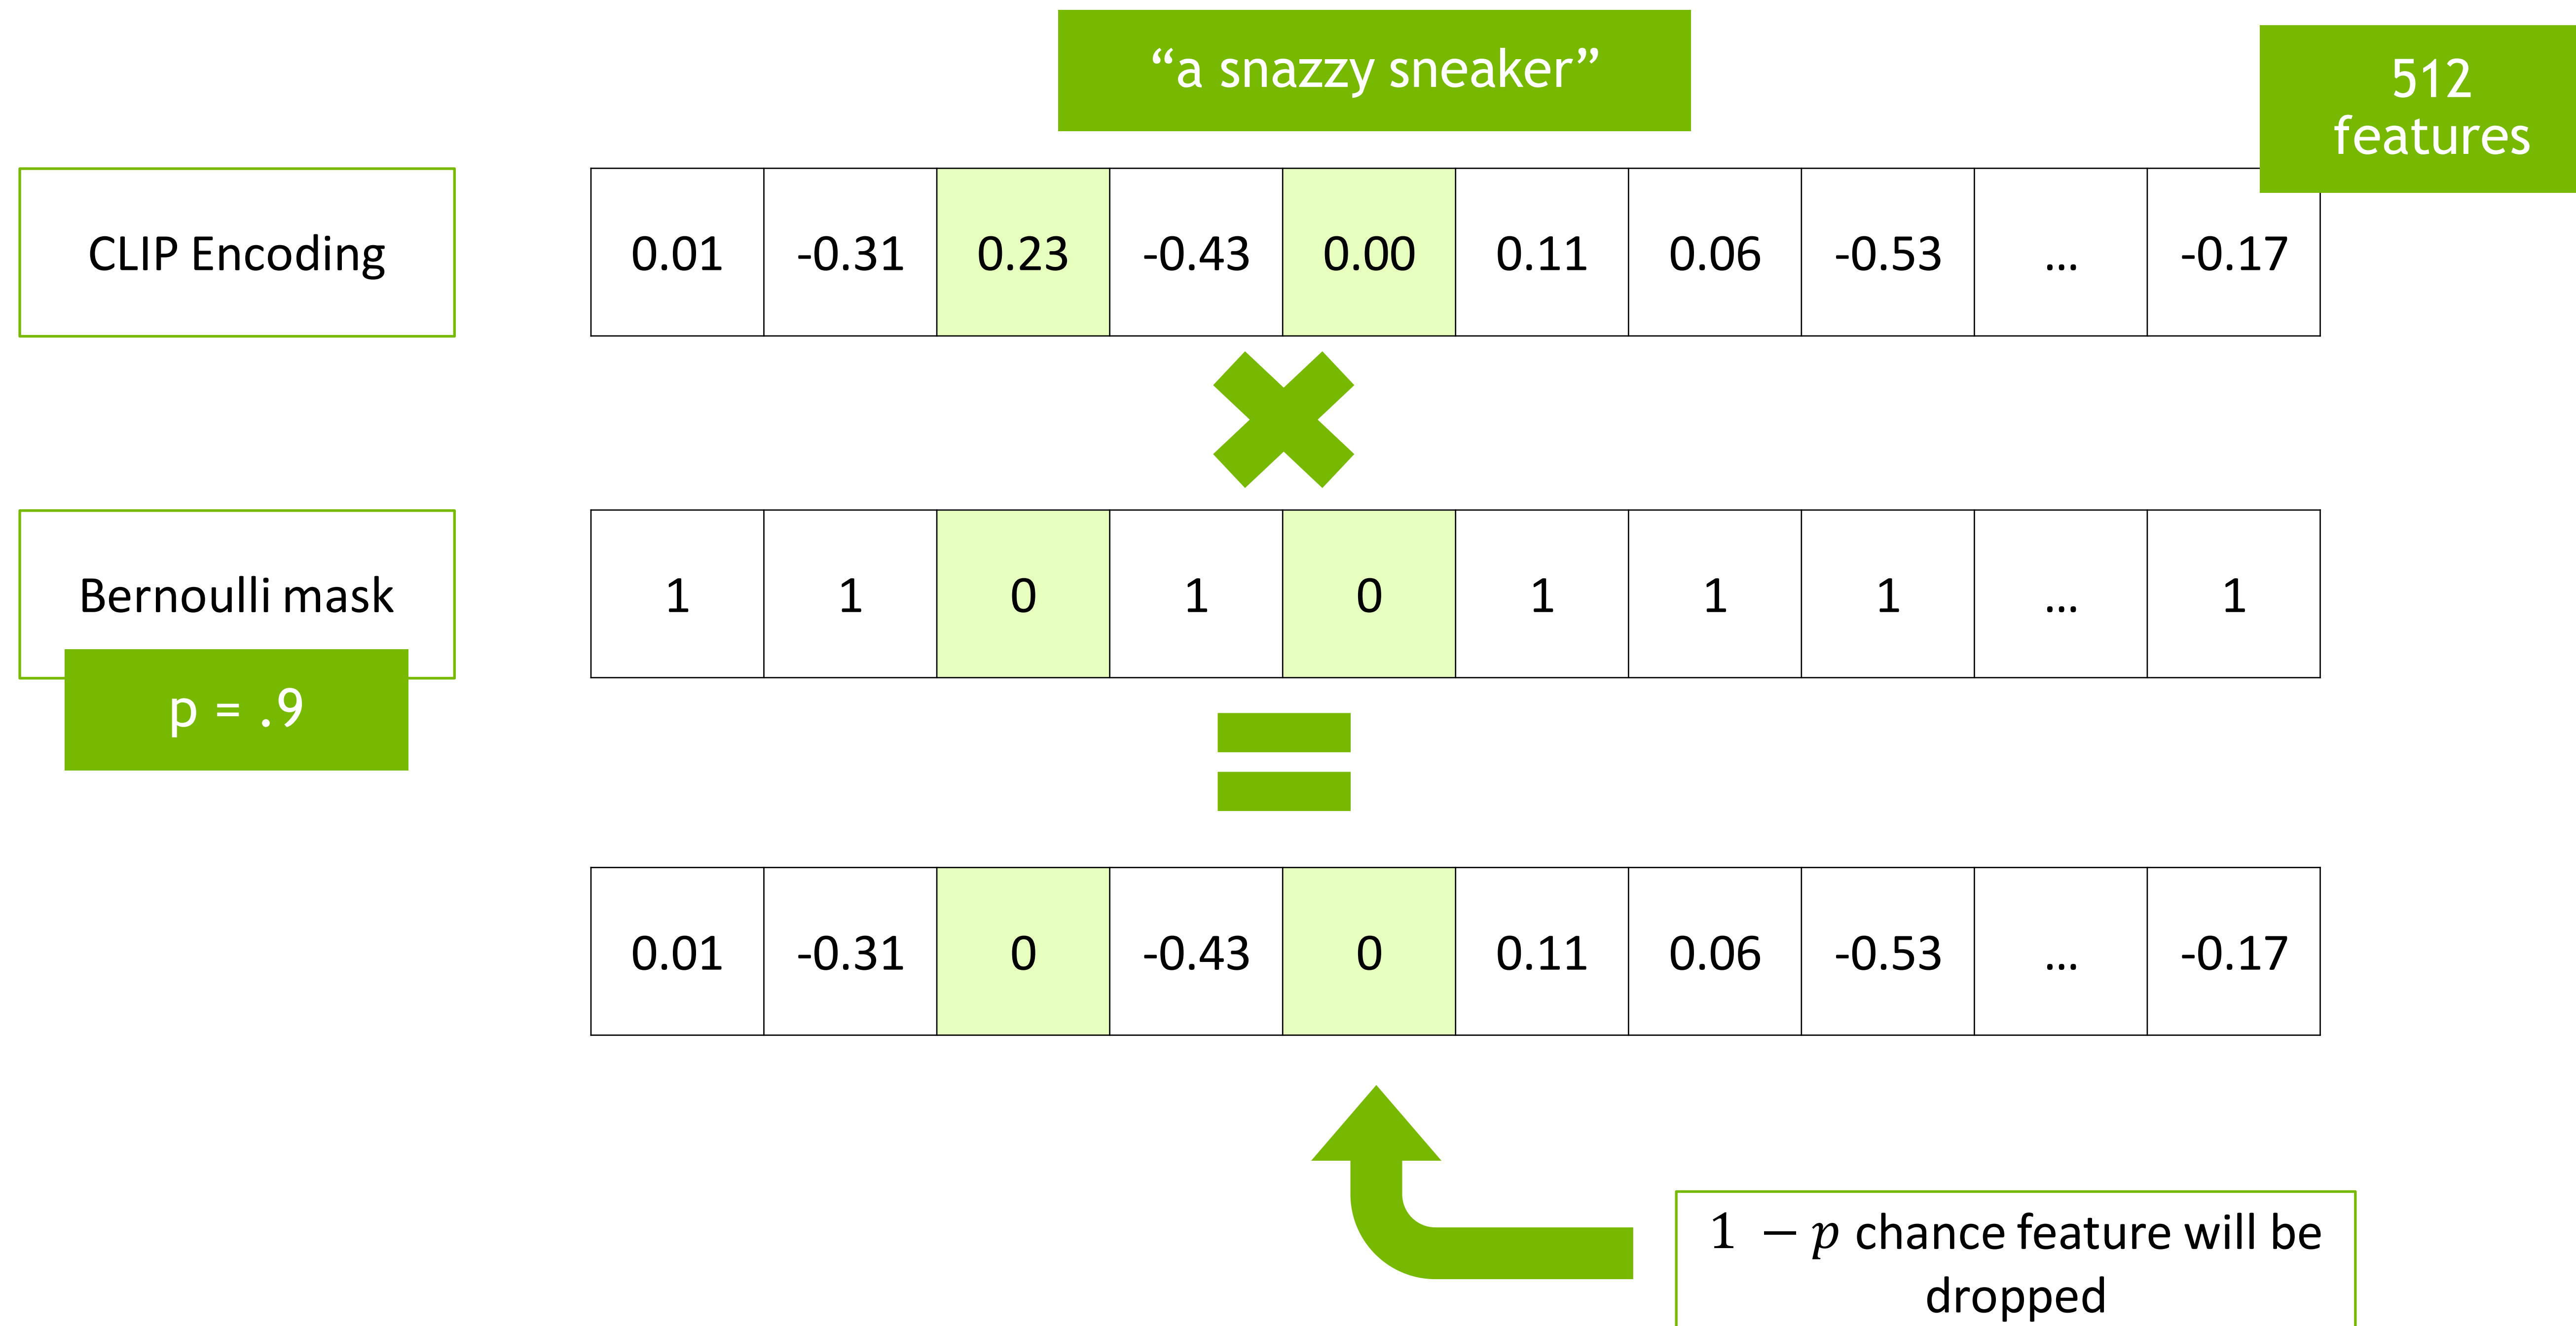 “a snazzy sneaker”
512
features
CLIP Encoding
0.01 -0.31 0.23 -0.43 0.00 0.11 0.06 -0.53 ... -0.17
Bernoulli mask
1 1 0 1 0 1 1 1 ... 1
p = .9
0.01 -0.31 0 -0.43 0 0.11 0.06 -0.53 ... -0.17
1 − p chance feature will be
dropped